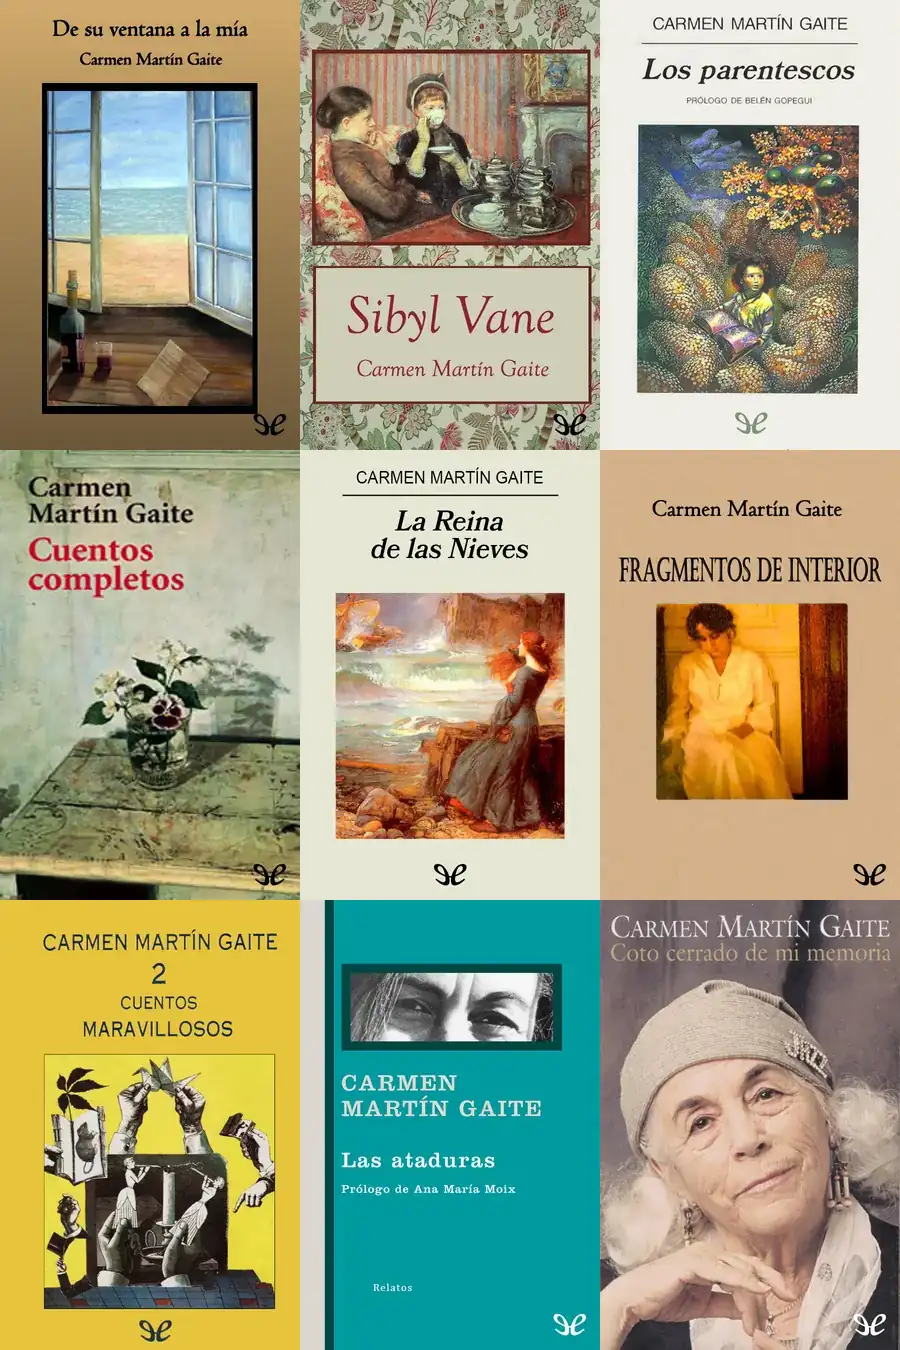 De su ventana a la mía
Carmen Martín Gaite
Sibyl Vane
Carmen Martín Gaite
CARMEN MARTÍN GAITE
Los parentescos
PRÓLOGO DE BELÉN GOPEGUI
Carmen
Martín Gaite
Cuentos
completos
CARMEN MARTÍN GAITE
La Reina
de las Nieves
Carmen Martín Gaite
FRAGMENTOS DE INTERIOR
CARMEN MARTÍN GAITE
2
CUENTOS
MARAVILLOSOS
CARMEN
MARTÍN GAITE
Las ataduras
Prólogo de Ana María Moix
Relatos
CARMEN MARTÍN GAITE
Coto cerrado de mi memoria
JAZZ